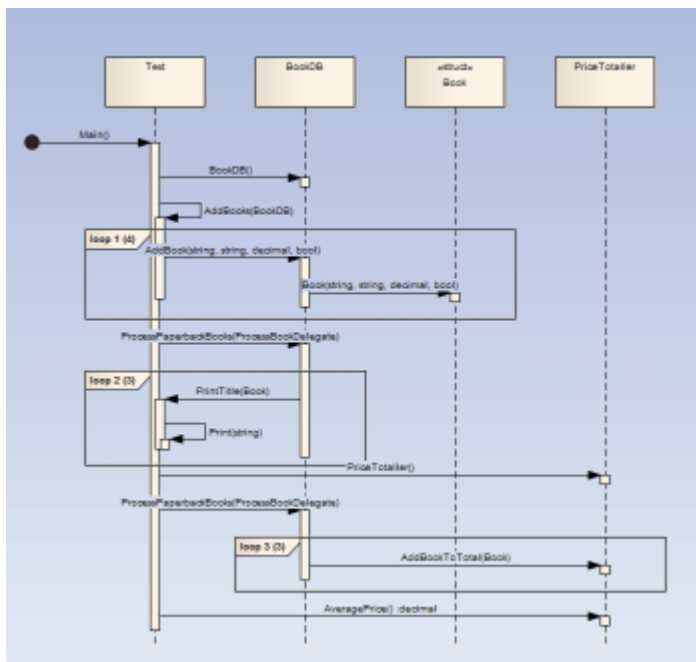 Test
BookDB
«struct»
Book
PriceTotaller
Main()
BookDB()
AddBooks(BookDB)
loop 1 (4)
AddBook(string, string, decimal, bool)
Book(string, string, decimal, bool)
ProcessPaperbackBooks(ProcessBookDelegate)
loop 2 (3)
PrintTitle(Book)
Print(string)
PriceTotaller()
ProcessPaperbackBooks(ProcessBookDelegate)
loop 3 (3)
AddBookToTotal(Book)
AveragePrice() :decimal